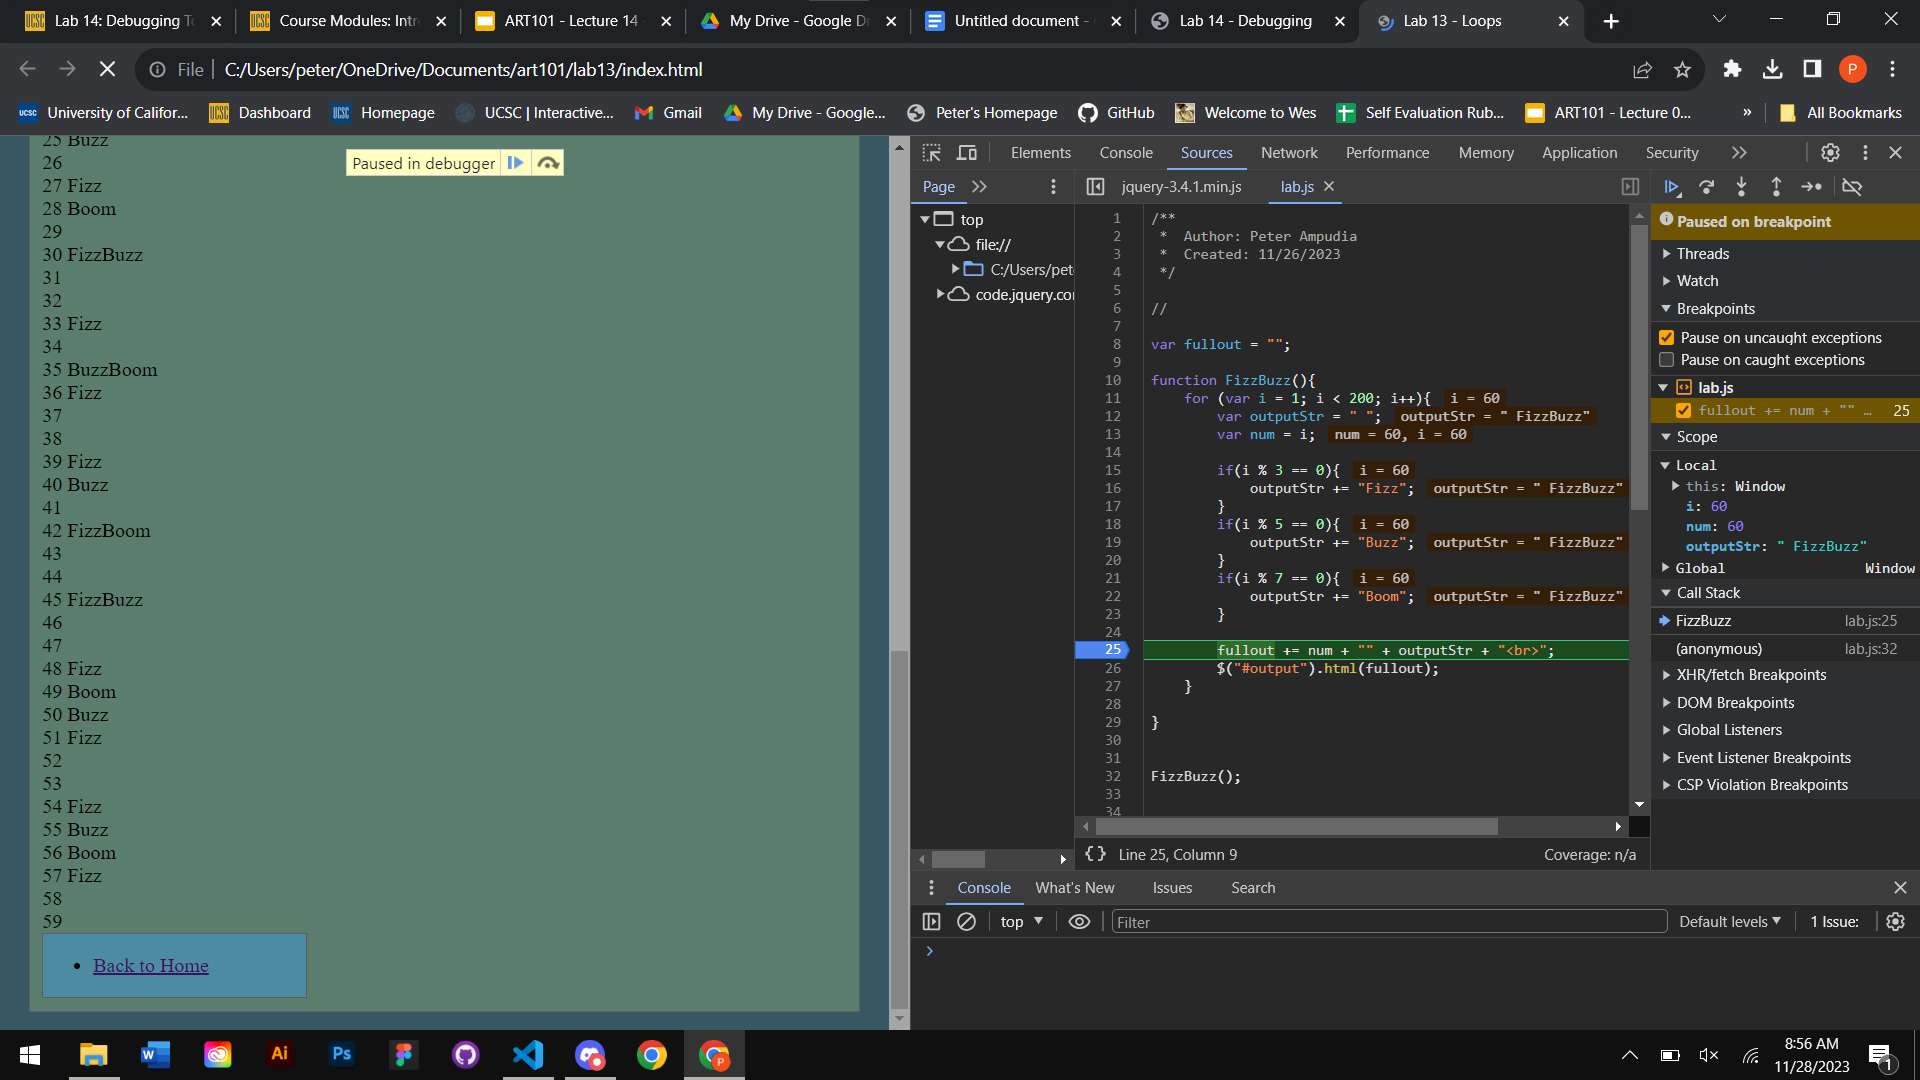 Lab 14: Debugging To
Course Modules: Intr
ART101 - Lecture 14
My Drive - Google Dr
Untitled document -
Lab 14 - Debugging
Lab 13 - Loops
File
C:/Users/peter/OneDrive/Documents/art101/lab13/index.html
P
University of Califor...
Dashboard
Homepage
UCSC | Interactive...
Gmail
My Drive - Google...
Peter's Homepage
GitHub
Welcome to Wes
Self Evaluation Rub...
ART101 - Lecture 0...
»
All Bookmarks
25 Buzz
26
27 Fizz
28 Boom
29
30 FizzBuzz
31
32
33 Fizz
34
35 BuzzBoom
36 Fizz
37
38
39 Fizz
40 Buzz
41
42 FizzBoom
43
44
45 FizzBuzz
46
47
48 Fizz
49 Boom
50 Buzz
51 Fizz
52
53
54 Fizz
55 Buzz
56 Boom
57 Fizz
58
59
Back to Home
Paused in debugger
Elements
Console
Sources
Network
Performance
Memory
Application
Security
Page
top
file://
C:/Users/pete
code.jquery.con
jquery-3.4.1.min.js
lab.js
1 /**
2 * Author: Peter Ampudia
3 * Created: 11/26/2023
4 */
5
6 //
7
8 var fullout = "";
9
10 function FizzBuzz(){
11 for (var i = 1; i < 200; i++){ i = 60
12 var outputStr = " "; outputStr = " FizzBuzz"
13 var num = i; num = 60, i = 60
14
15 if(i % 3 == 0){ i = 60
16 outputStr += "Fizz"; outputStr = " FizzBuzz"
17 }
18 if(i % 5 == 0){ i = 60
19 outputStr += "Buzz"; outputStr = " FizzBuzz"
20 }
21 if(i % 7 == 0){ i = 60
22 outputStr += "Boom"; outputStr = " FizzBuzz"
23 }
24
25 fullout += num + "" + outputStr + "<br>";
26 $("#output").html(fullout);
27 }
28
29 }
30
31
32 FizzBuzz();
33
34
{ } Line 25, Column 9
Coverage: n/a
Paused on breakpoint
Threads
Watch
Breakpoints
Pause on uncaught exceptions
Pause on caught exceptions
lab.js
fullout += num + "" … 25
Scope
Local
this: Window
i: 60
num: 60
outputStr: " FizzBuzz"
Global Window
Call Stack
FizzBuzz lab.js:25
(anonymous) lab.js:32
XHR/fetch Breakpoints
DOM Breakpoints
Global Listeners
Event Listener Breakpoints
CSP Violation Breakpoints
Console
What's New
Issues
Search
top
Filter
Default levels
1 Issue:
8:56 AM
11/28/2023
1